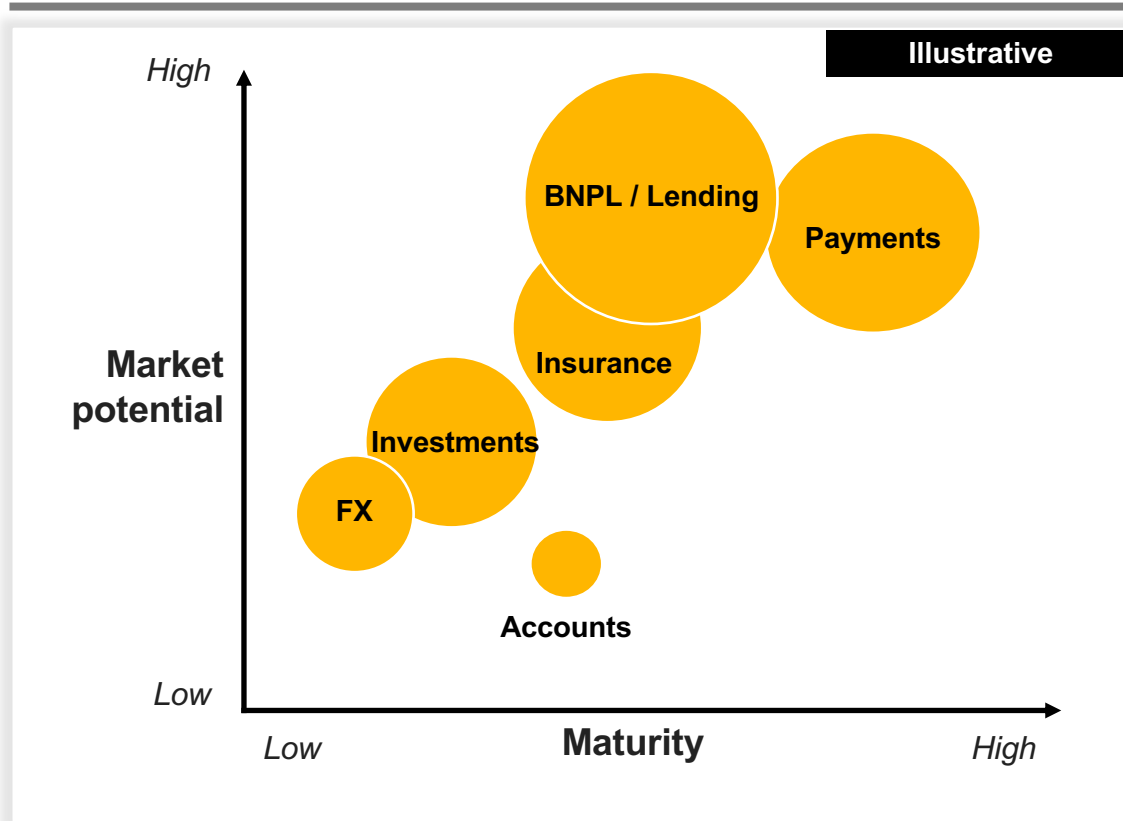 Illustrative
High
BNPL / Lending
Payments
Market
potential
Insurance
Investments
FX
Accounts
Low
Low
Maturity
High